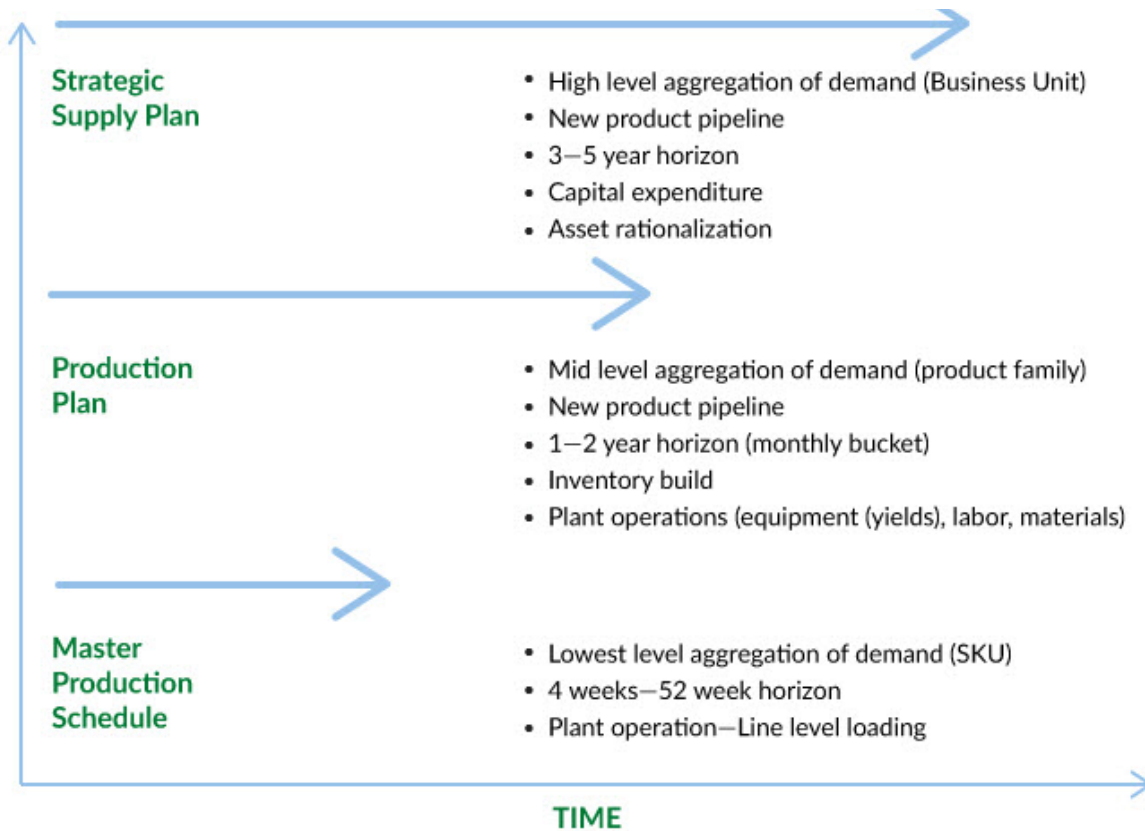 Strategic
Supply Plan
• High level aggregation of demand (Business Unit)
• New product pipeline
• 3—5 year horizon
• Capital expenditure
• Asset rationalization
Production
Plan
• Mid level aggregation of demand (product family)
• New product pipeline
• 1—2 year horizon (monthly bucket)
• Inventory build
• Plant operations (equipment (yields), labor, materials)
Master
Production
Schedule
• Lowest level aggregation of demand (SKU)
• 4 weeks—52 week horizon
• Plant operation—Line level loading
TIME